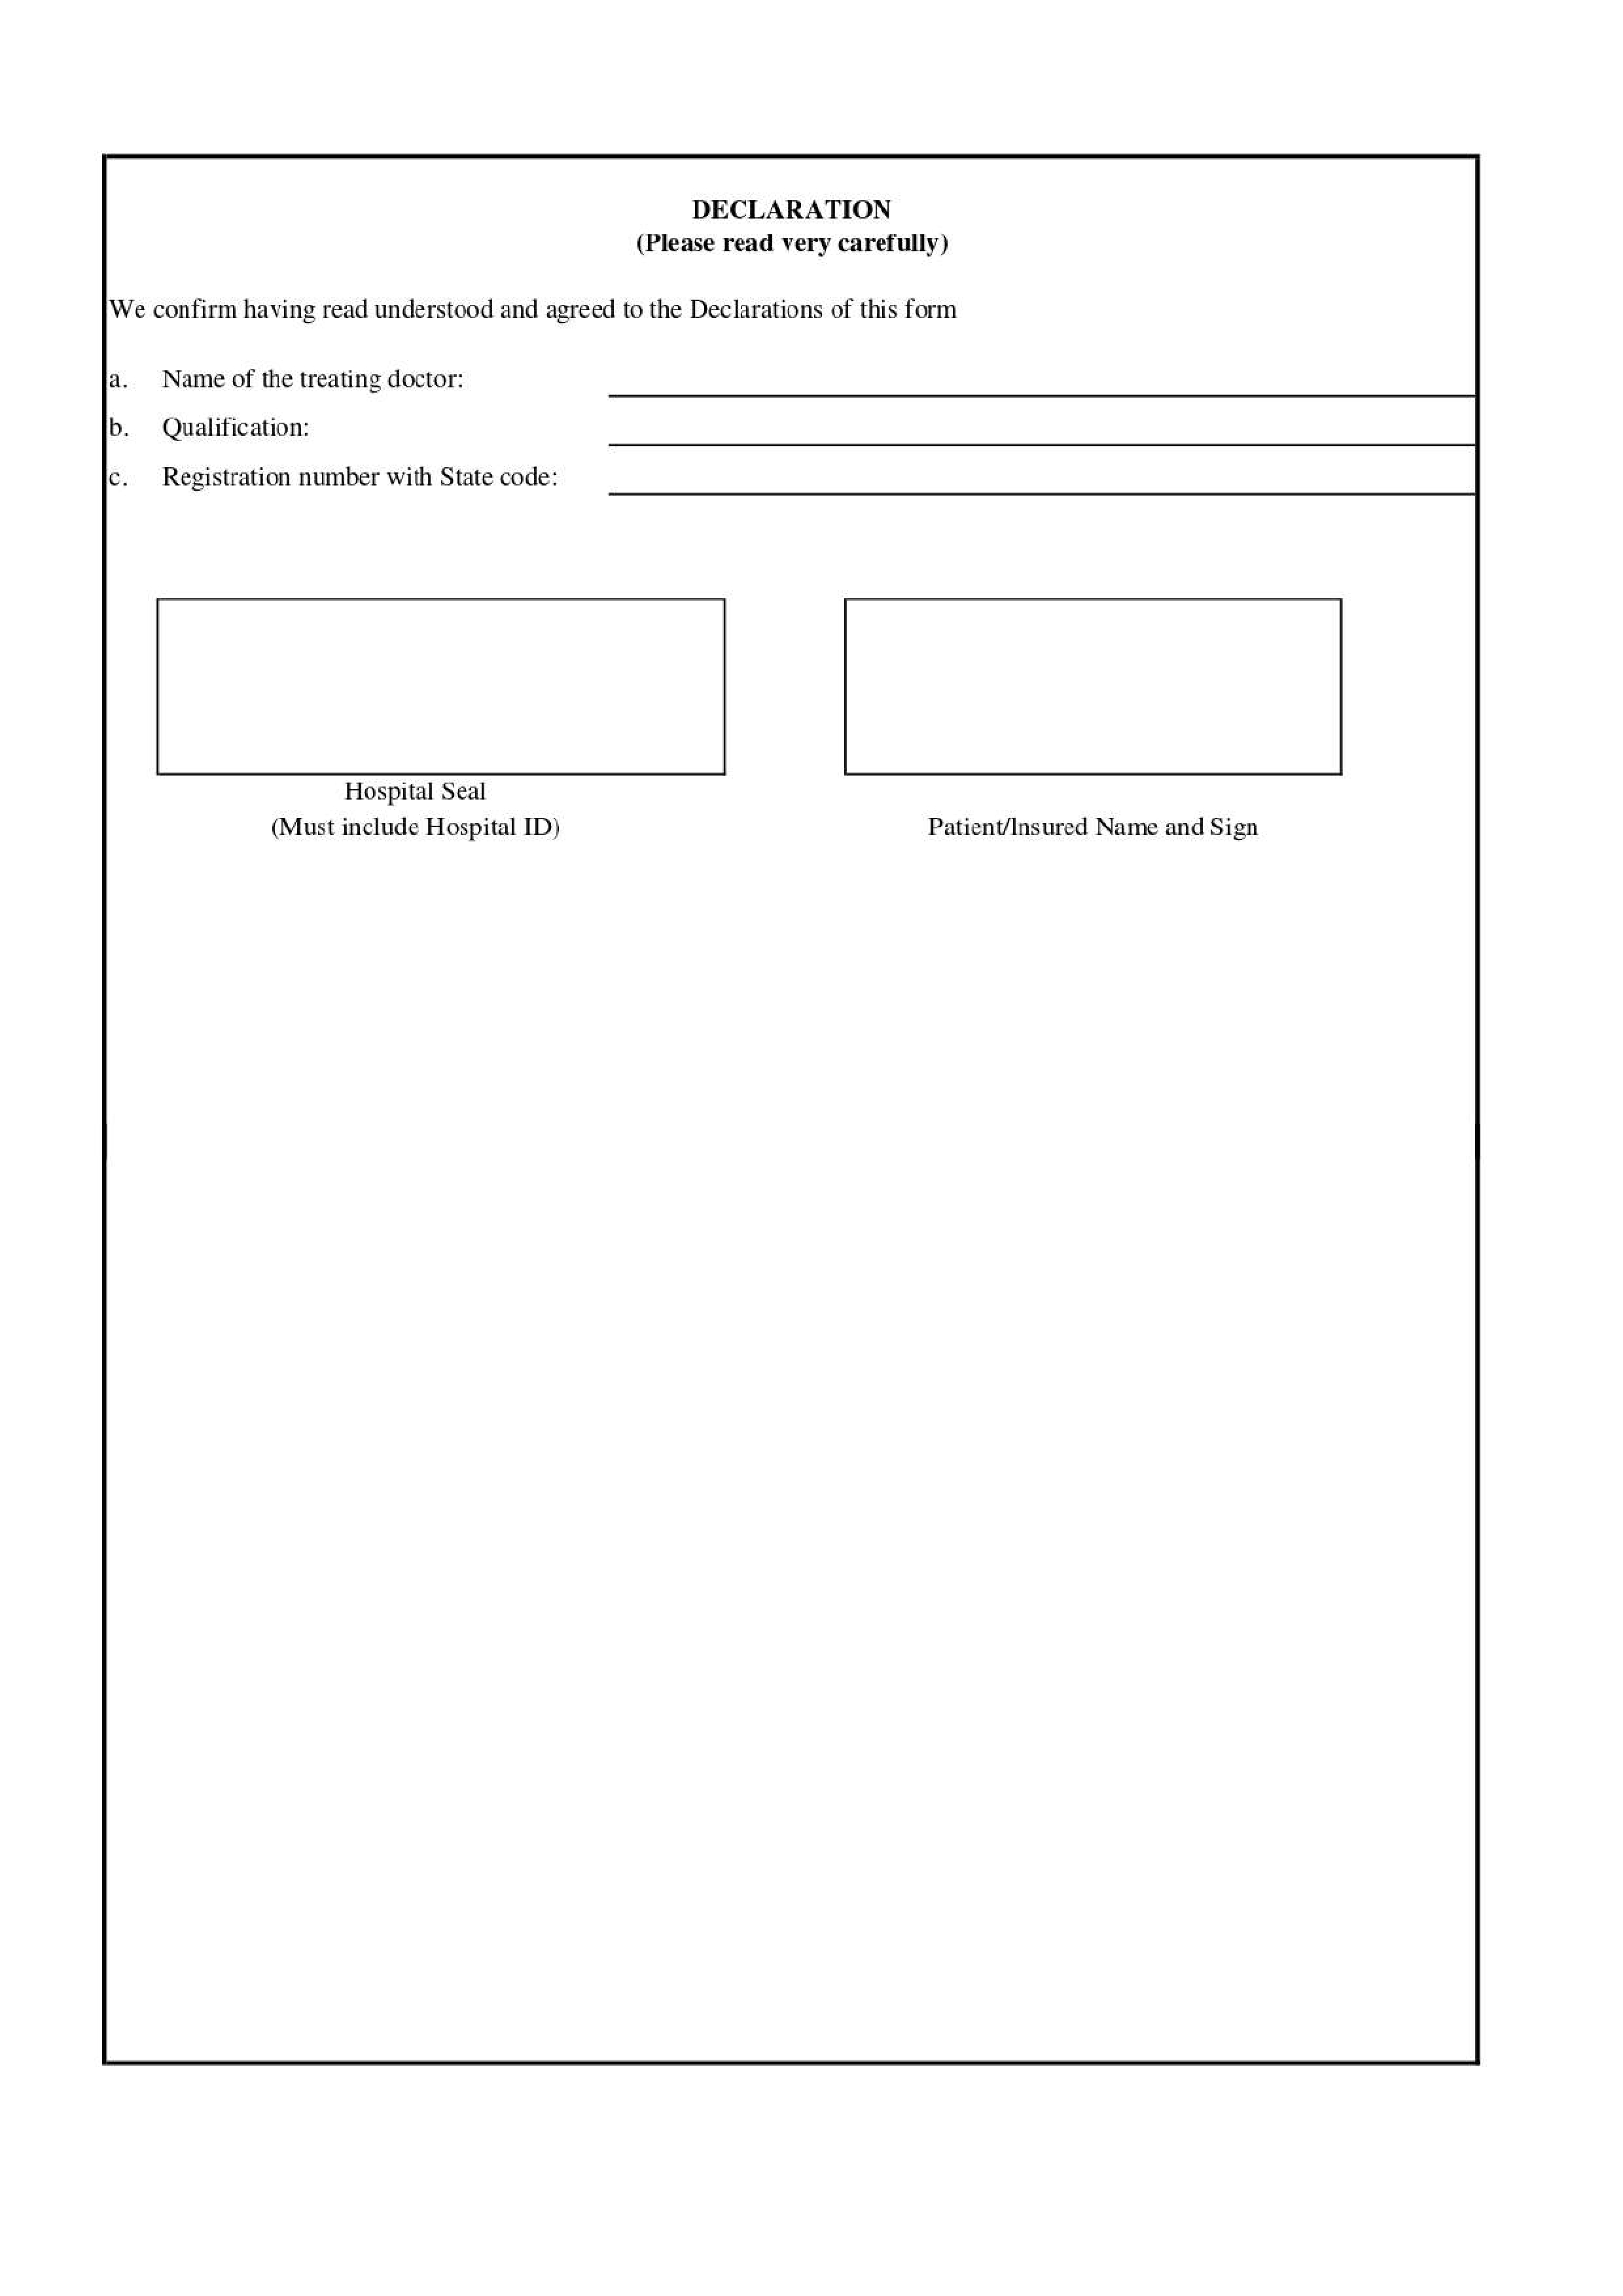 DECLARATION
(Please read very carefully)
We confirm having read understood and agreed to the Declarations of this form
a. Name of the treating doctor:
b. Qualification:
c. Registration number with State code:
Hospital Seal
(Must include Hospital ID)
Patient/Insured Name and Sign